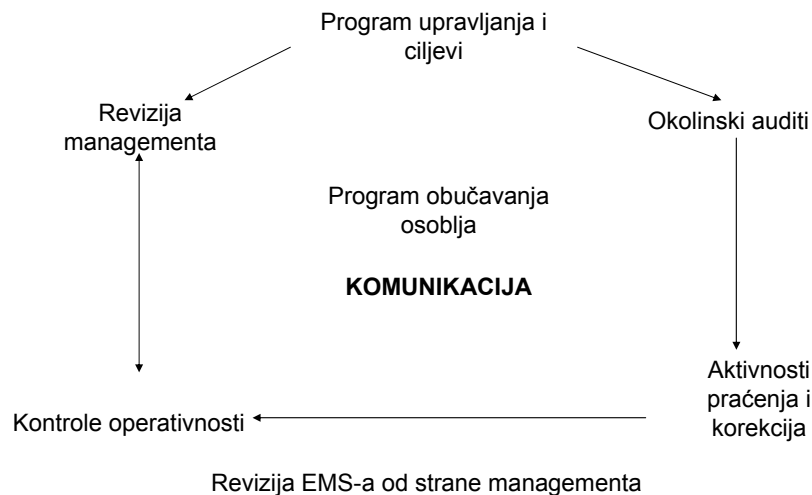 Program upravljanja i
ciljevi
Revizija
managementa
Okolinski auditi
Program obučavanja
osoblja
KOMUNIKACIJA
Aktivnosti
praćenja i
korekcija
Kontrole operativnosti
Revizija EMS-a od strane managementa